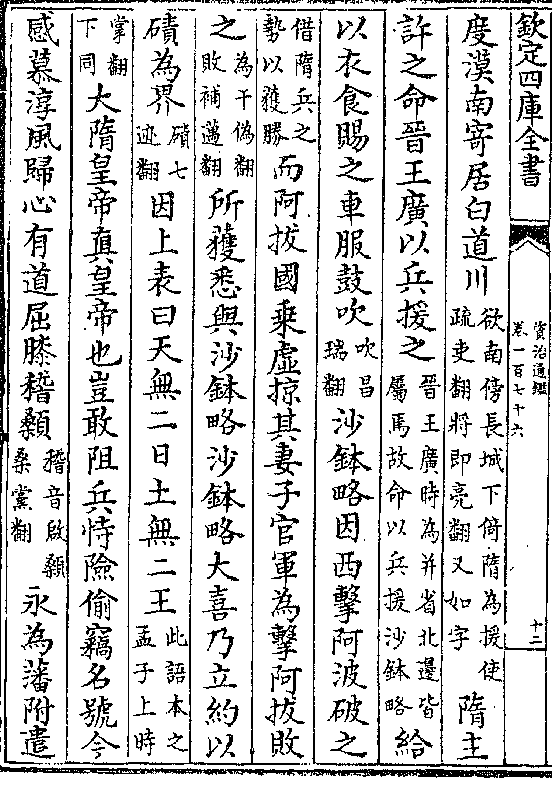 欽定四庫全書
資治通鑑
卷一百七十六
十二
度漠南寄居白道川欲南傍長城下倚隋為援使疏吏翻將即亮翻又如字隋主
許之命晉王廣以兵援之晉王廣時為并省北邊皆屬焉故命以兵援沙鉢略給
以衣食賜之車服鼓吹吹昌瑞翻沙鉢略因西擊阿波破之
借隋兵之勢以獲勝而阿拔國乘虛掠其妻子官軍為擊阿拔敗
之為于偽翻敗補邁翻所獲悉與沙鉢略沙鉢略大喜乃立約以
磧為界磧七迹翻因上表曰天無二日土無二王此語本之孟子上時
掌翻下同大隋皇帝真皇帝也豈敢阻兵恃險偷竊名號今
感慕淳風歸心有道屈膝稽顙稽音啟顙桑黨翻永為藩附遣